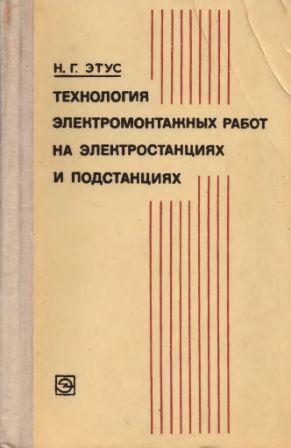 Н. Г. ЭТУС
ТЕХНОЛОГИЯ
ЭЛЕКТРОМОНТАЖНЫХ РАБОТ
НА ЭЛЕКТРОСТАНЦИЯХ
И ПОДСТАНЦИЯХ
Э